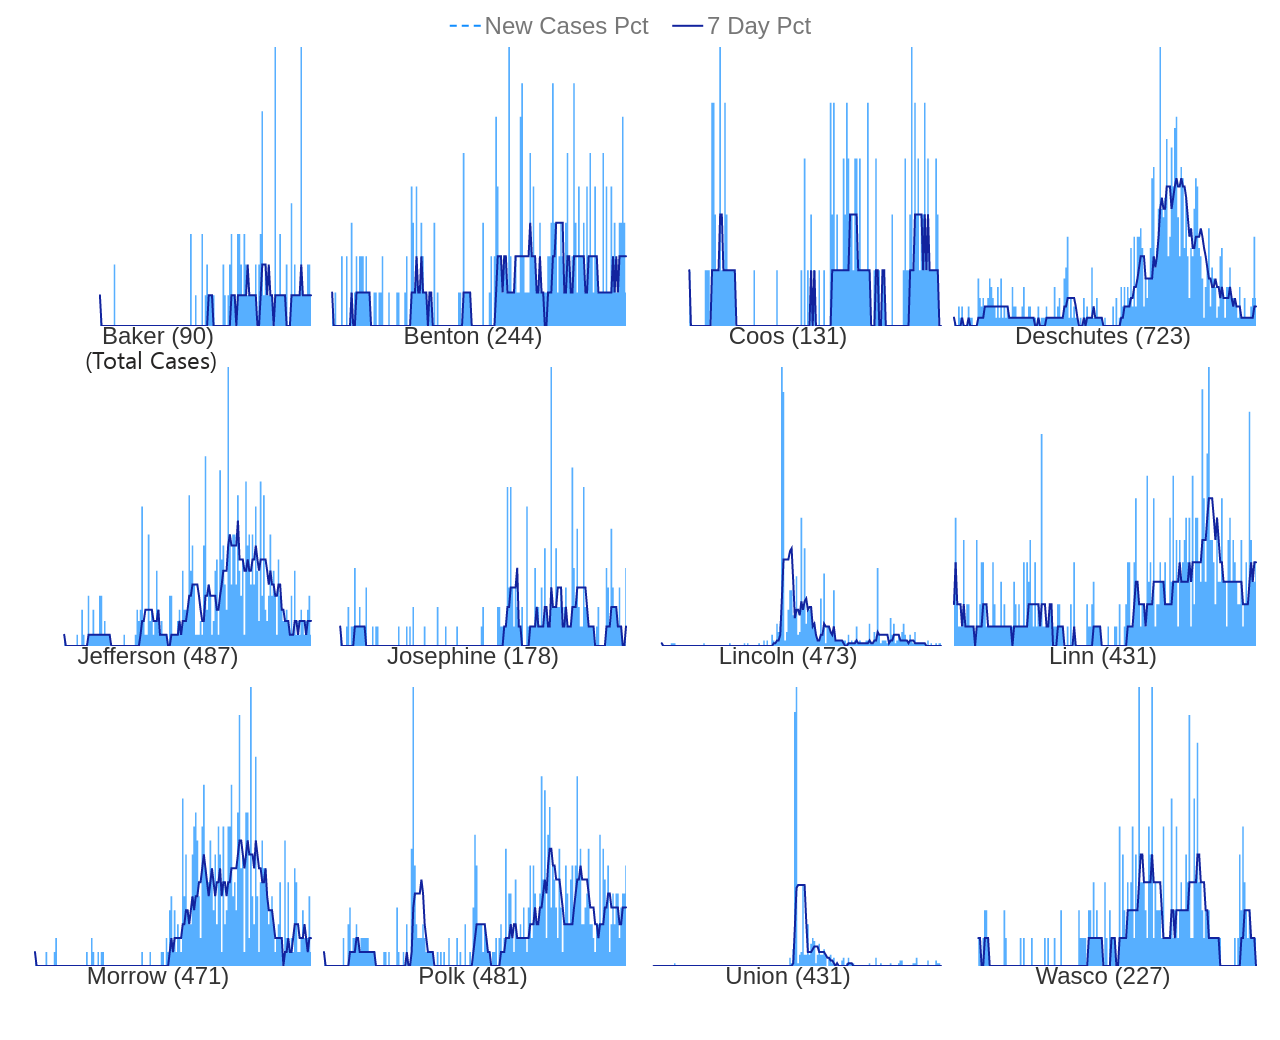 New Cases Pct 7 Day Pct
Baker (90) Benton (244) Coos (131) Deschutes (723)
(Total Cases)
Jefferson (487) Josephine (178) Lincoln (473) Linn (431)
Morrow (471) Polk (481) Union (431) Wasco (227)